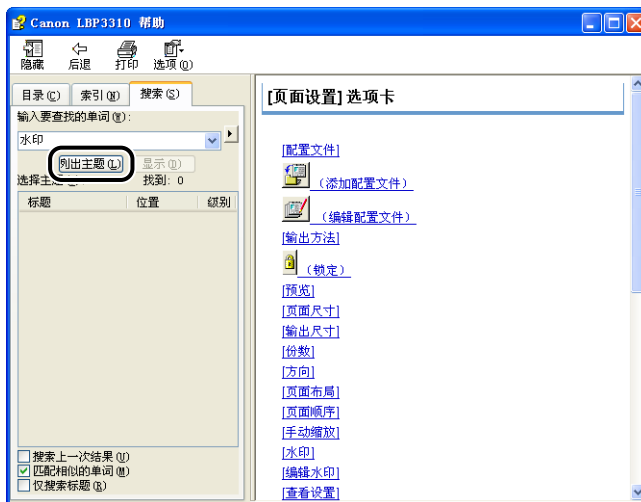 Canon LBP3310 帮助
隐藏 后退 打印 选项(O)
目录(C) 索引(N) 搜索(S)
输入要查找的单词(W):
水印
列出主题(L) 显示(D)
选择主题 找到: 0
标题 位置 级别
搜索上一次结果(U)
匹配相似的单词(M)
仅搜索标题(R)
[页面设置]选项卡
[配置文件]
(添加配置文件)
(编辑配置文件)
[输出方法]
(锁定)
[预览]
[页面尺寸]
[输出尺寸]
[份数]
[方向]
[页面布局]
[页面顺序]
[手动缩放]
[水印]
[编辑水印]
[查看设置]